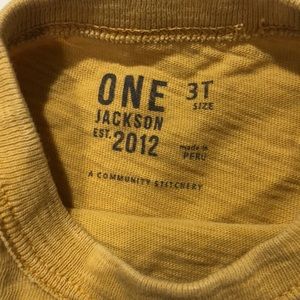 ONE
JACKSON
EST.
2012
3T
SIZE
made in
PERU
A COMMUNITY STITCHERY